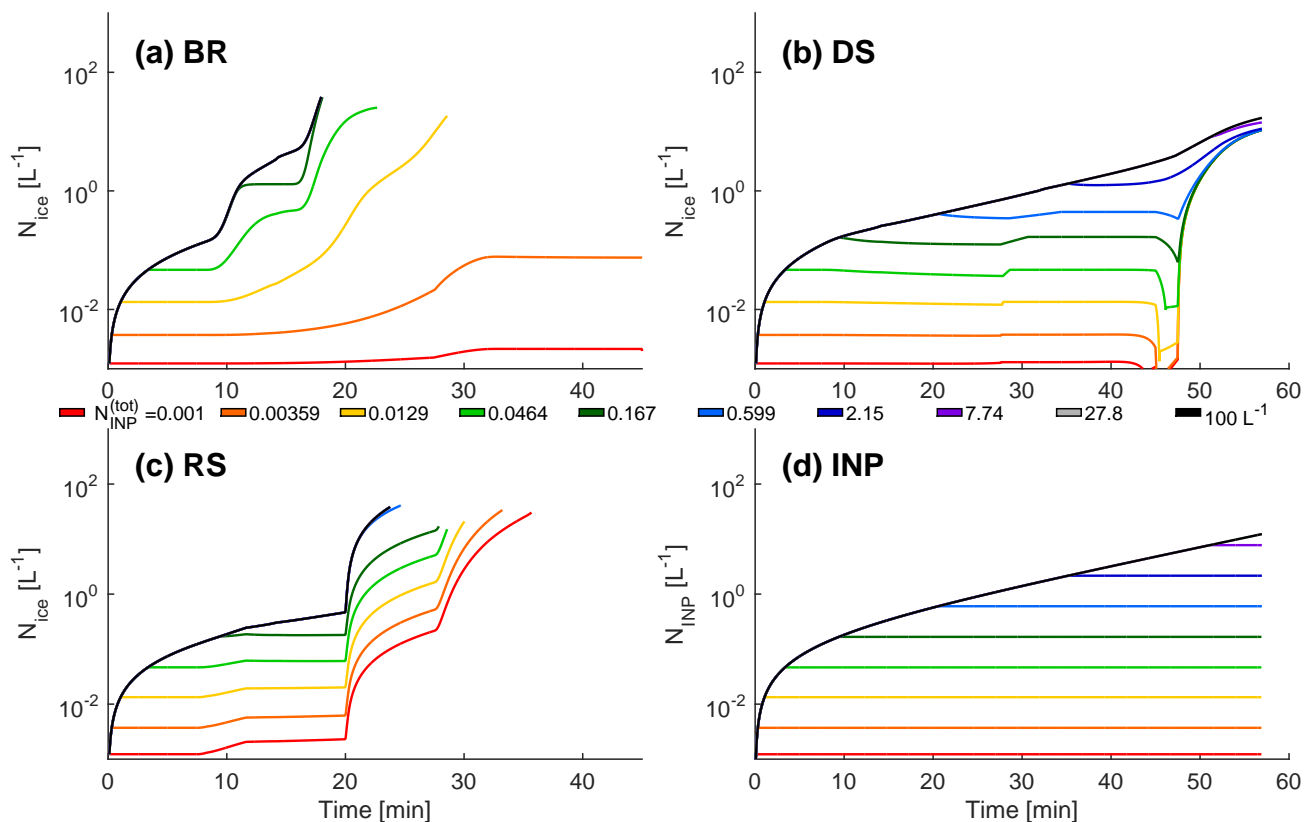 (a) BR
(b) DS
10^2
10^0
10^-2
N_ice [L^-1]
0 10 20 30 40
Time [min]
10^2
10^0
10^-2
N_ice [L^-1]
0 10 20 30 40 50 60
Time [min]
N_INP^(tot) =0.001 0.00359 0.0129 0.0464 0.167 0.599 2.15 7.74 27.8 100 L^-1
(c) RS
(d) INP
10^2
10^0
10^-2
N_ice [L^-1]
0 10 20 30 40
Time [min]
10^2
10^0
10^-2
N_INP [L^-1]
0 10 20 30 40 50 60
Time [min]